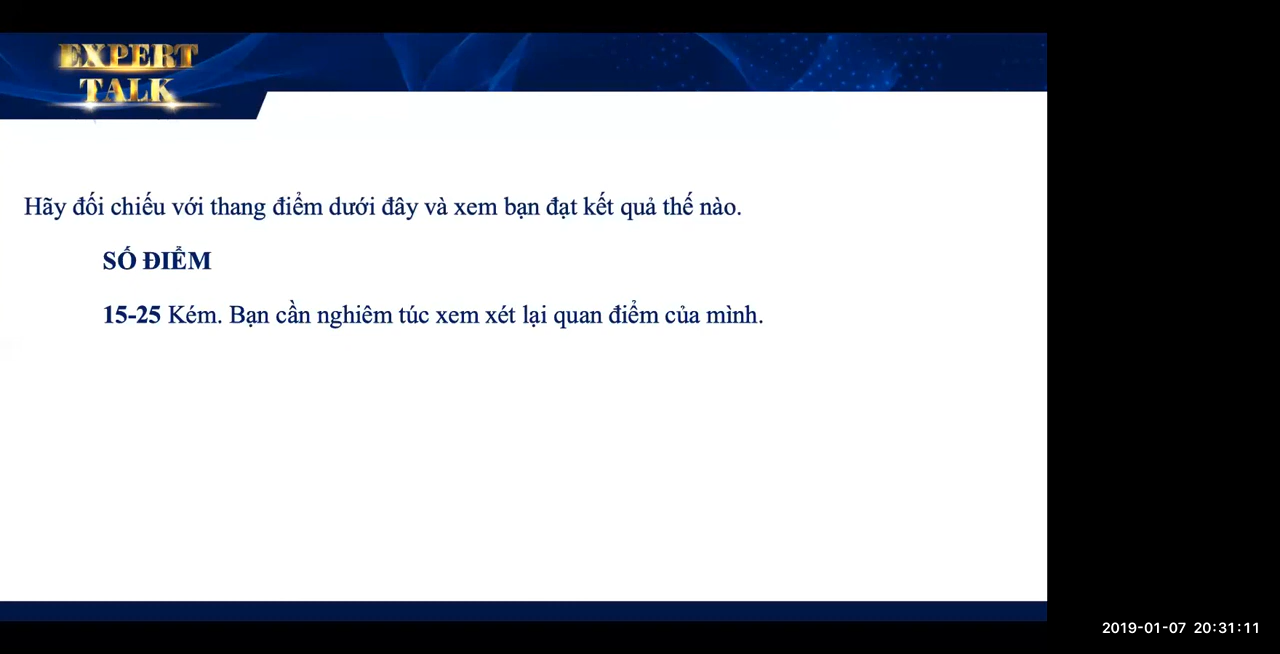 EXPERT
TALK
Hãy đối chiếu với thang điểm dưới đây và xem bạn đạt kết quả thế nào.
SỐ ĐIỂM
15-25 Kém. Bạn cần nghiêm túc xem xét lại quan điểm của mình.
2019-01-07 20:31:11